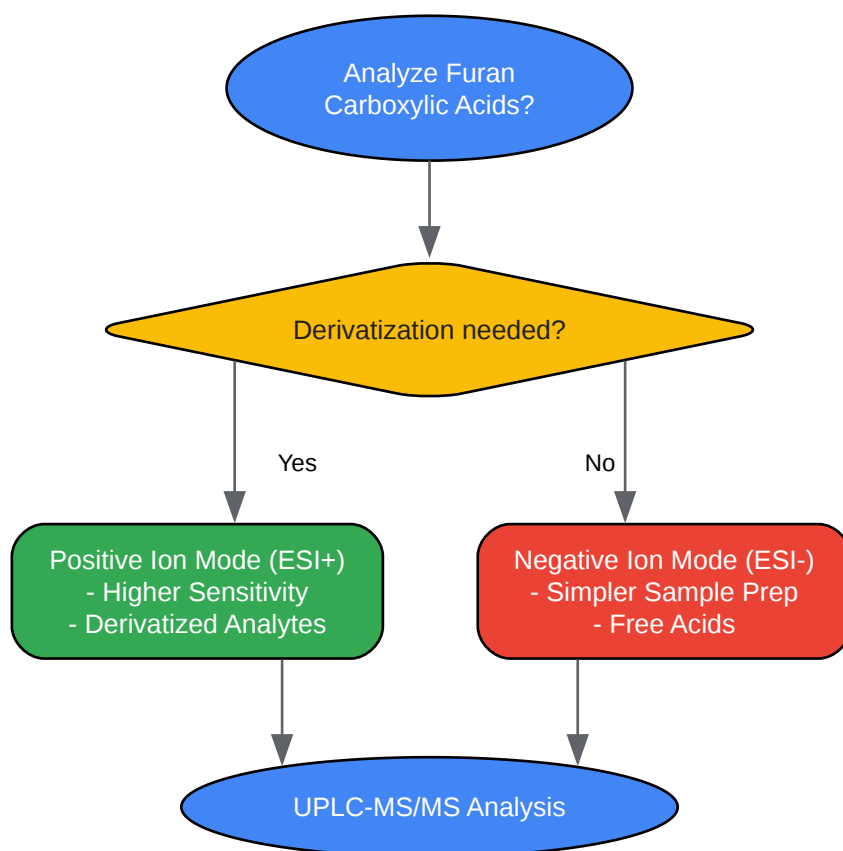 Analyze Furan
Carboxylic Acids?
Derivatization needed?
Yes
No
Positive Ion Mode (ESI+)
- Higher Sensitivity
- Derivatized Analytes
Negative Ion Mode (ESI-)
- Simpler Sample Prep
- Free Acids
UPLC-MS/MS Analysis